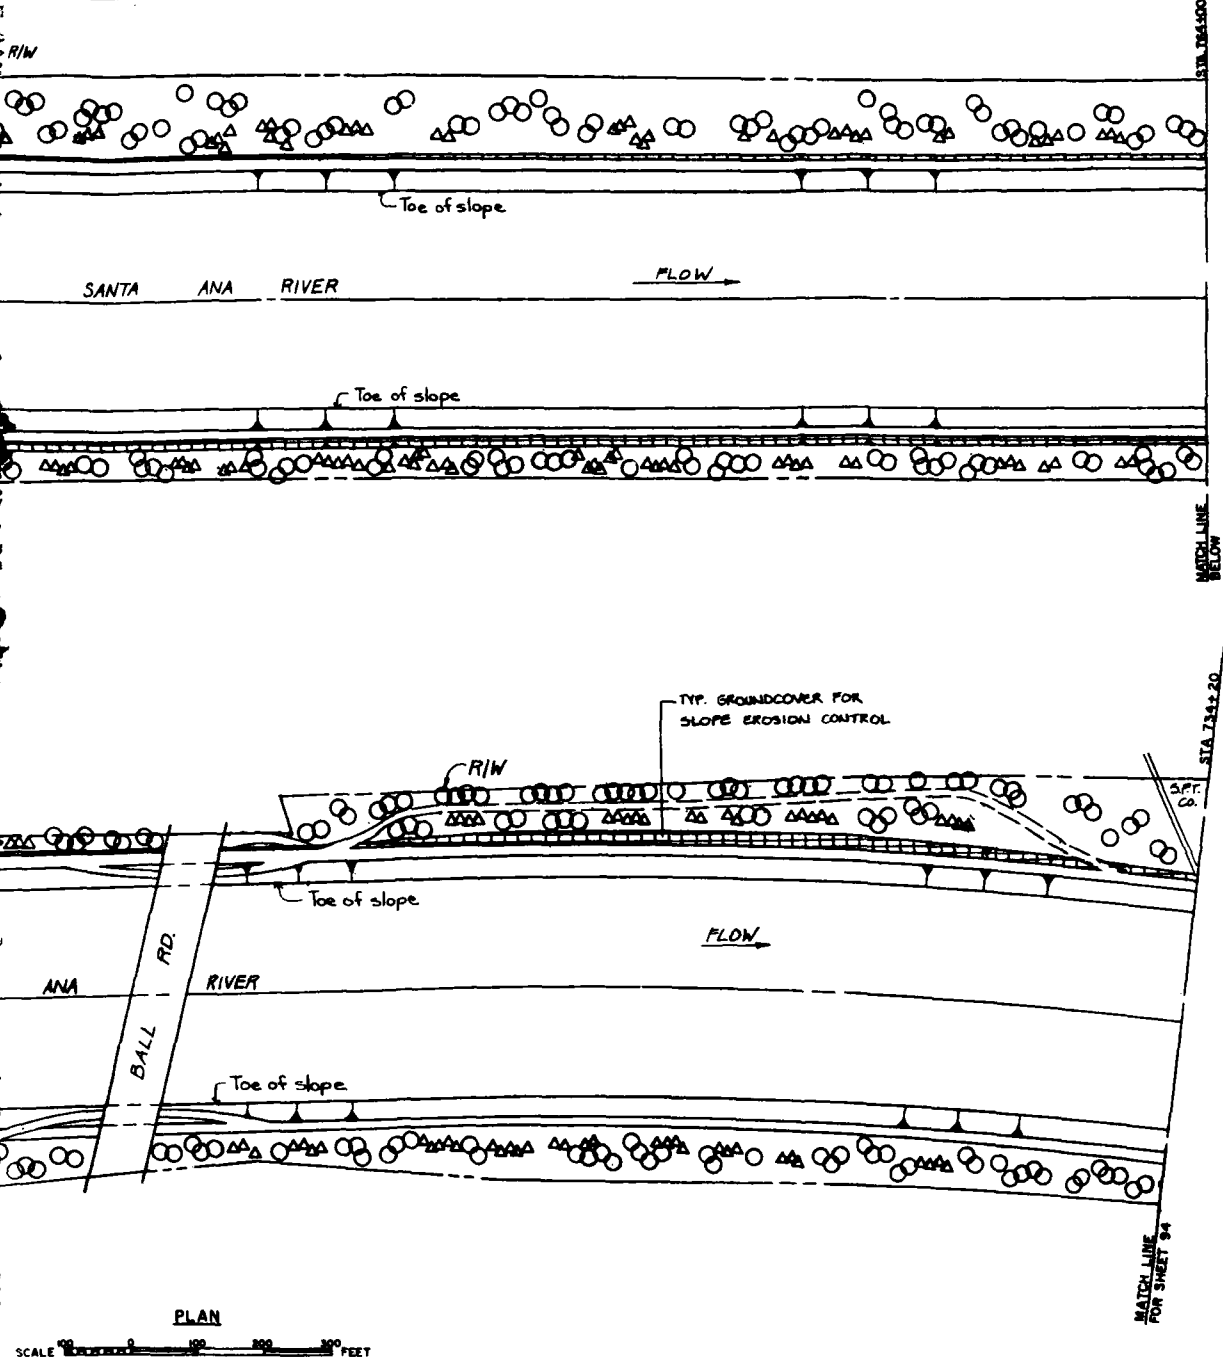 R/W
STA. 764+00
Toe of slope
SANTA ANA RIVER
FLOW
Toe of slope
MATCH LINE
BELOW
STA 734+20
TYP. GROUNDCOVER FOR
SLOPE EROSION CONTROL
R/W
S.P.T.
CO.
Toe of slope
BALL RD.
FLOW
ANA RIVER
Toe of slope
MATCH LINE
FOR SHEET 94
PLAN
SCALE 100 0 100 200 300 FEET